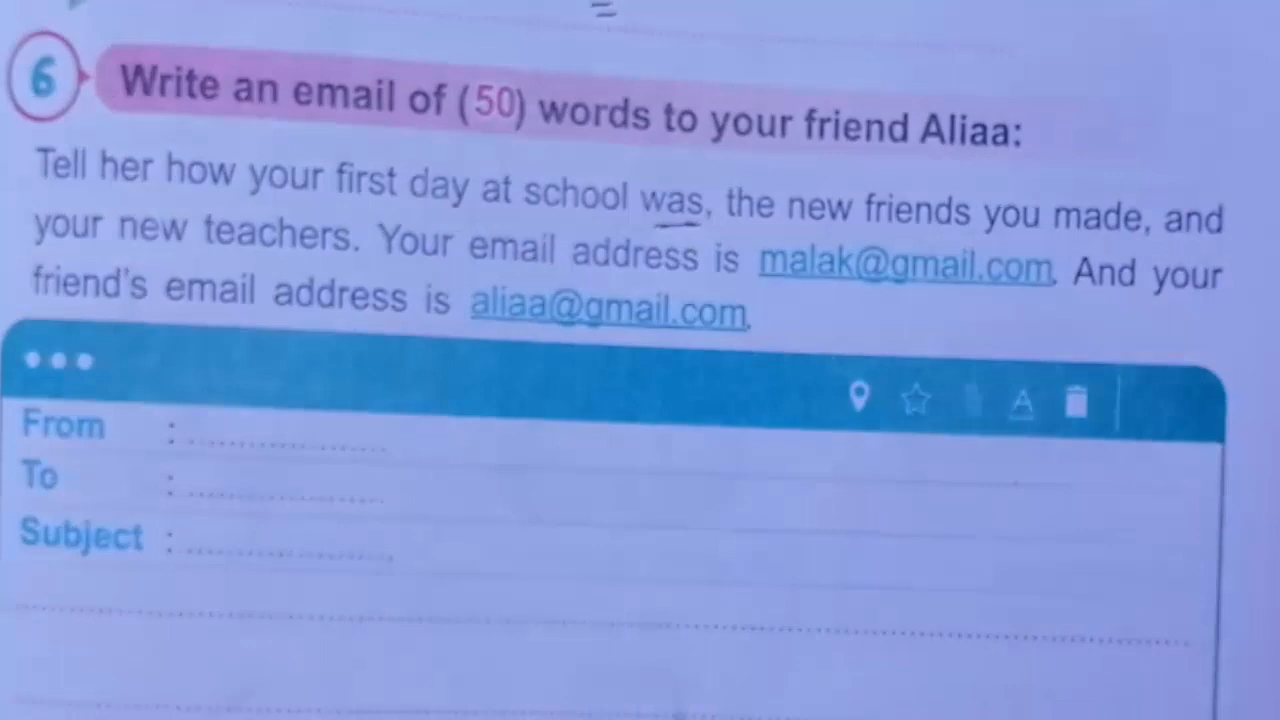 6 Write an email of (50) words to your friend Aliaa:
Tell her how your first day at school was, the new friends you made, and
your new teachers. Your email address is malak@gmail.com. And your
friend's email address is aliaa@gmail.com.
From :
To :
Subject :